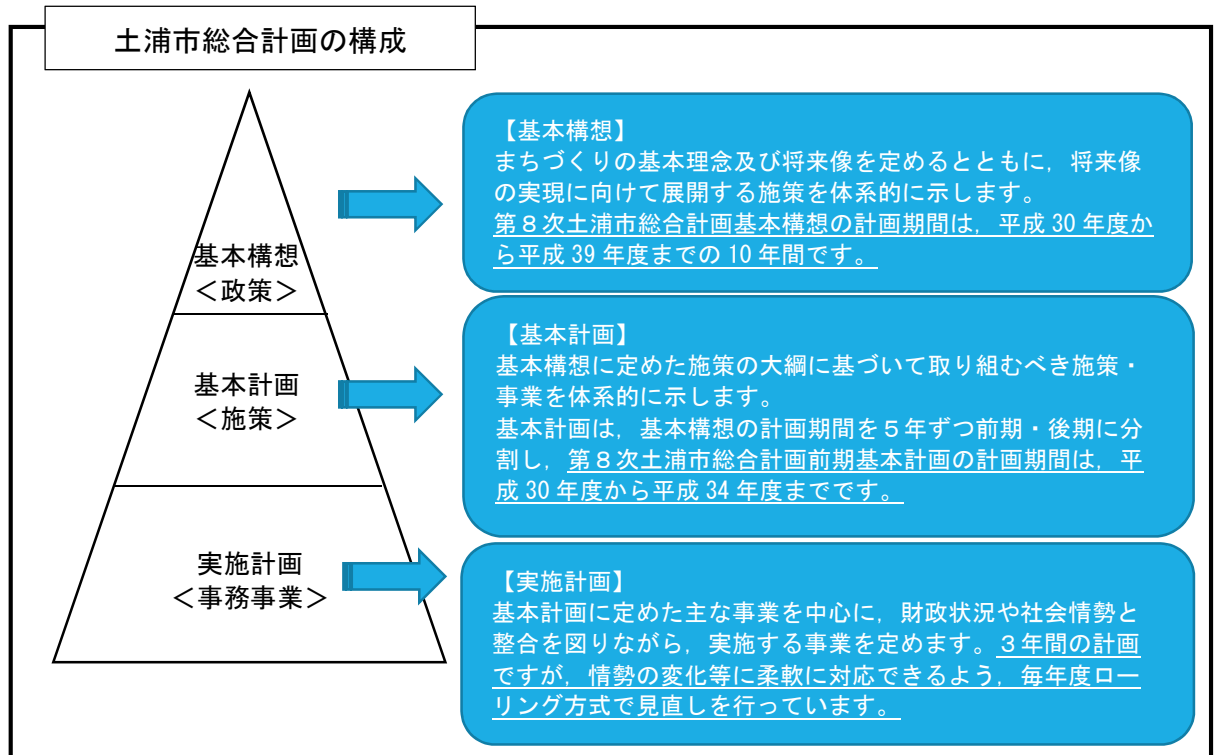 土浦市総合計画の構成
基本構想
＜政策＞
基本計画
＜施策＞
実施計画
＜事務事業＞
【基本構想】
まちづくりの基本理念及び将来像を定めるとともに，将来像
の実現に向けて展開する施策を体系的に示します。
第８次土浦市総合計画基本構想の計画期間は，平成 30 年度か
ら平成 39 年度までの 10 年間です。
【基本計画】
基本構想に定めた施策の大綱に基づいて取り組むべき施策・
事業を体系的に示します。
基本計画は，基本構想の計画期間を５年ずつ前期・後期に分
割し，第８次土浦市総合計画前期基本計画の計画期間は，平
成 30 年度から平成 34 年度までです。
【実施計画】
基本計画に定めた主な事業を中心に，財政状況や社会情勢と
整合を図りながら，実施する事業を定めます。３年間の計画
ですが，情勢の変化等に柔軟に対応できるよう，毎年度ロー
リング方式で見直しを行っています。